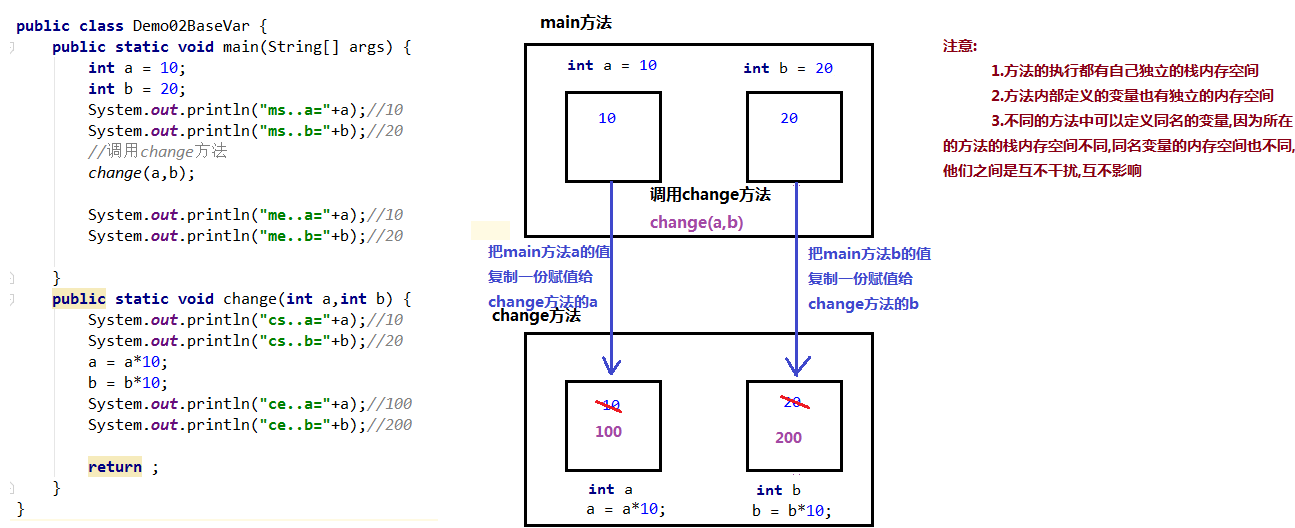 public class Demo02BaseVar {
public static void main(String[] args) {
int a = 10;
int b = 20;
System.out.println("ms..a="+a);//10
System.out.println("ms..b="+b);//20
//调用change方法
change(a,b);
System.out.println("me..a="+a);//10
System.out.println("me..b="+b);//20
}
public static void change(int a,int b) {
System.out.println("cs..a="+a);//10
System.out.println("cs..b="+b);//20
a = a*10;
b = b*10;
System.out.println("ce..a="+a);//100
System.out.println("ce..b="+b);//200
return ;
}
}
main方法
int a = 10
int b = 20
10
20
调用change方法
change(a,b)
把main方法a的值
复制一份赋值给
change方法的a
把main方法b的值
复制一份赋值给
change方法的b
change方法
10
100
20
200
int a
a = a*10;
int b
b = b*10;
注意:
1.方法的执行都有自己独立的栈内存空间
2.方法内部定义的变量也有独立的内存空间
3.不同的方法中可以定义同名的变量,因为所在
的方法的栈内存空间不同,同名变量的内存空间也不同,
他们之间是互不干扰,互不影响